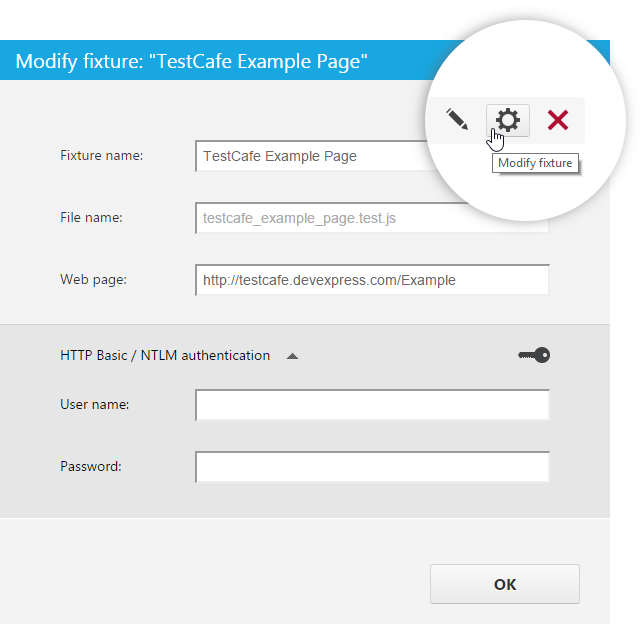 Modify fixture: "TestCafe Example Page"
Modify fixture
Fixture name: TestCafe Example Page
File name: testcafe_example_page.test.js
Web page: http://testcafe.devexpress.com/Example
HTTP Basic / NTLM authentication
User name:
Password:
OK